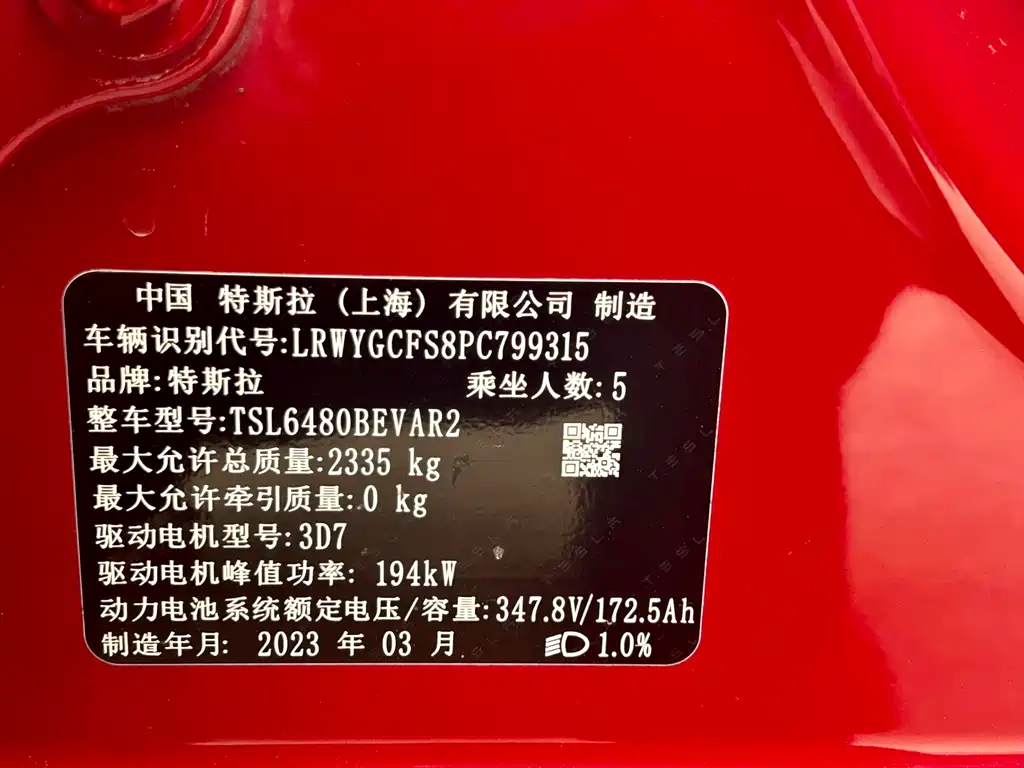 中国 特斯拉 (上海) 有限公司 制造
车辆识别代号:LRWYGCFS8PC799315
品牌:特斯拉 乘坐人数:5
整车型号:TSL6480BEVAR2
最大允许总质量:2335 kg
最大允许牵引质量:0 kg
驱动电机型号:3D7
驱动电机峰值功率: 194kW
动力电池系统额定电压/容量:347.8V/172.5Ah
制造年月: 2023 年 03 月 1.0%
TESLA